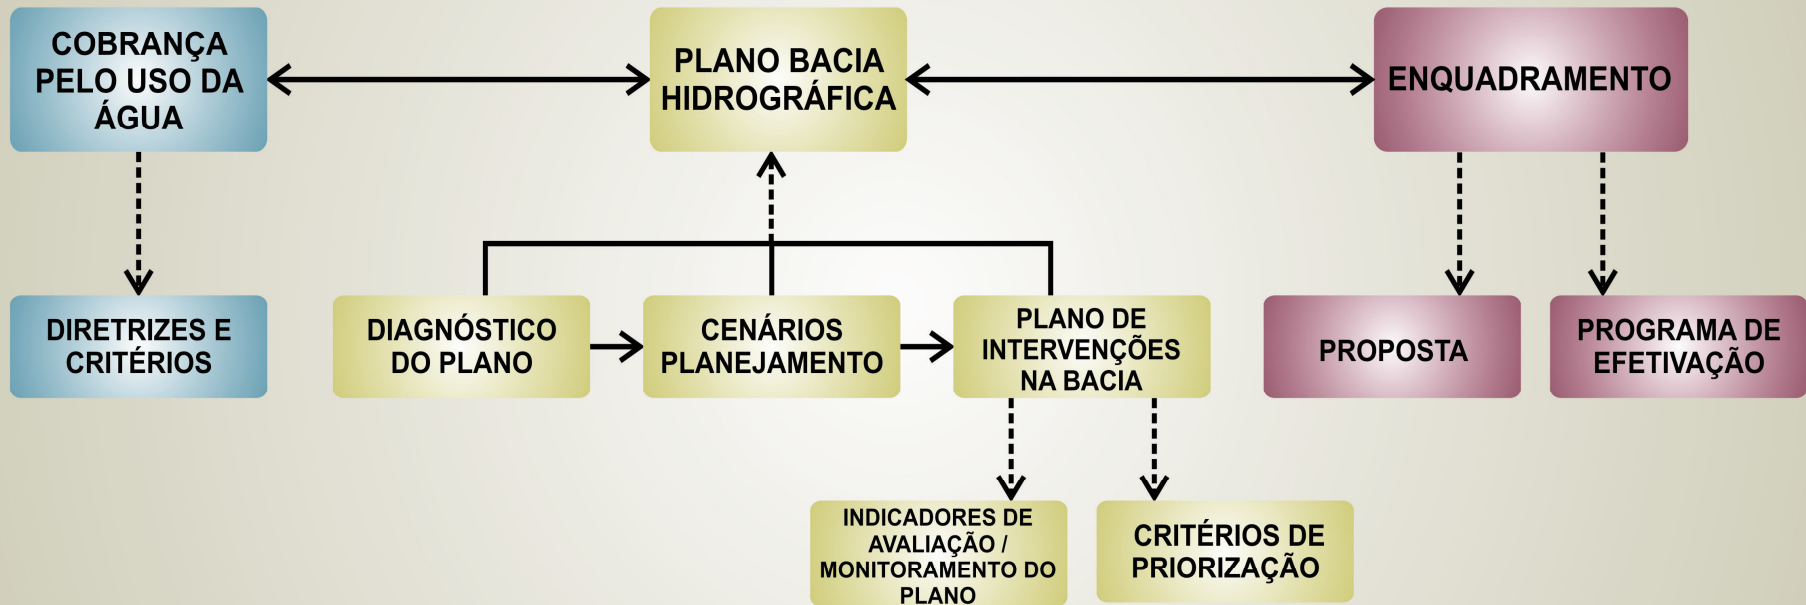 COBRANÇA
PELO USO DA
ÁGUA
PLANO BACIA
HIDROGRÁFICA
ENQUADRAMENTO
DIRETRIZES E
CRITÉRIOS
DIAGNÓSTICO
DO PLANO
CENÁRIOS
PLANEJAMENTO
PLANO DE
INTERVENÇÕES
NA BACIA
PROPOSTA
PROGRAMA DE
EFETIVAÇÃO
INDICADORES DE
AVALIAÇÃO /
MONITORAMENTO DO
PLANO
CRITÉRIOS DE
PRIORIZAÇÃO